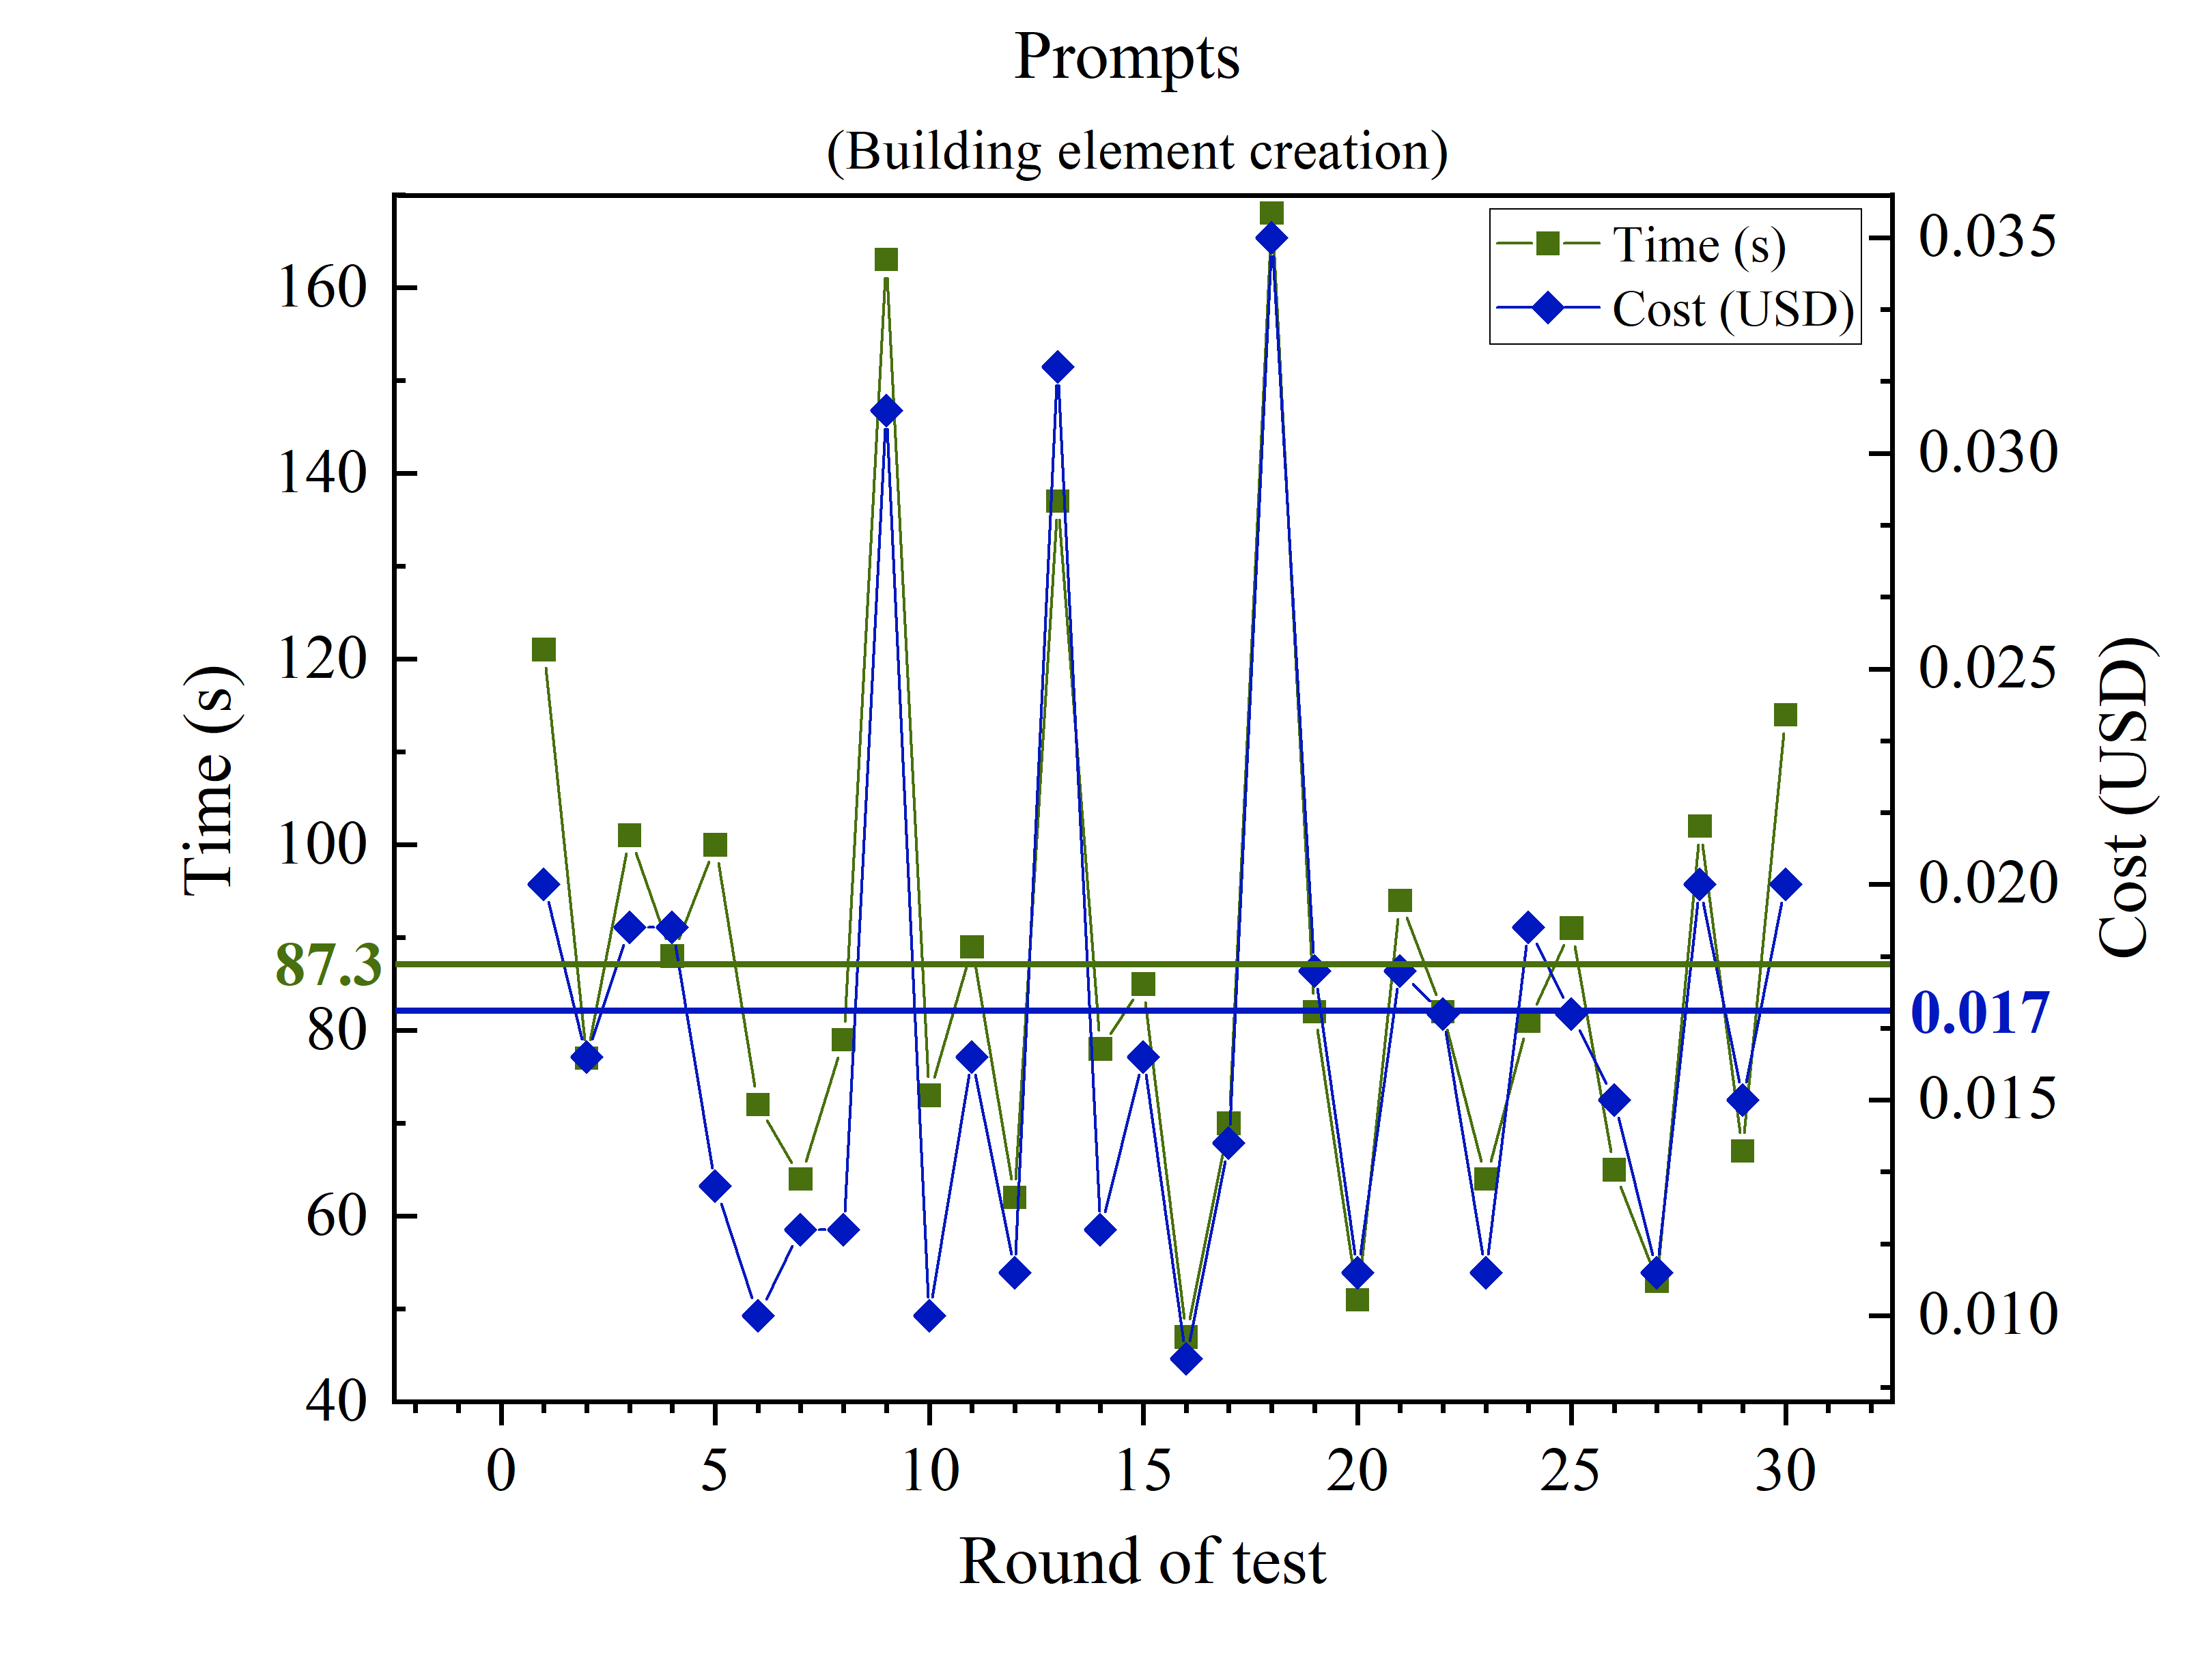 Prompts
(Building element creation)
Time (s)
Cost (USD)
160
140
120
100
87.3
80
60
40
0.035
0.030
0.025
0.020
0.017
0.015
0.010
Time (s)
Cost (USD)
0 5 10 15 20 25 30
Round of test